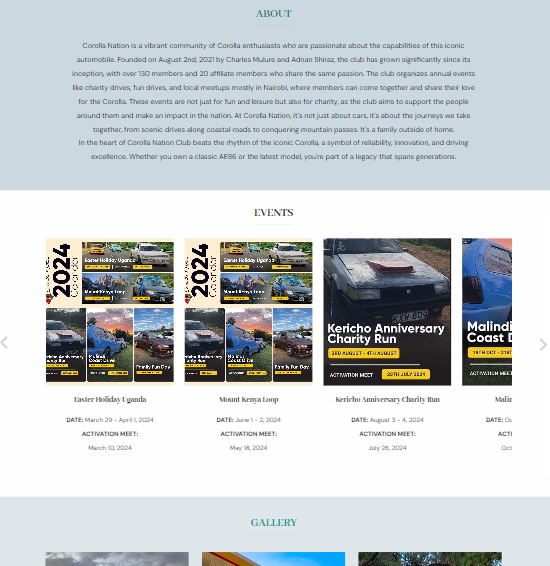 ABOUT
Corolla Nation is a vibrant community of Corolla enthusiasts who are passionate about the capabilities of this iconic
automobile. Founded on August 2nd, 2021 by Charles Mulure and Adnan Shiraz, the club has grown significantly since its
inception, with over 130 members and 20 affiliate members who share the same passion. The club organizes annual events
like charity drives, fun drives, and local meetups mostly in Nairobi, where members can come together and share their love
for the Corolla. These events are not just for fun and leisure but also for charity, as the club aims to support the people
around them and make an impact in the nation. At Corolla Nation, it's not just about cars, it's about the journeys we take
together, from scenic drives along coastal roads to conquering mountain passes. It's a family outside of home.
In the heart of Corolla Nation Club beats the rhythm of the iconic Corolla, a symbol of reliability, innovation, and driving
excellence. Whether you own a classic AE86 or the latest model, you're part of a legacy that spans generations.
EVENTS
2024
Easter Holiday Uganda
Mount Kenya Loop
Kericho Anniversary
Charity Run
Malindi
Coast Drive
Family Fun Day
2024
Easter Holiday Uganda
Mount Kenya Loop
Kericho Anniversary
Charity Run
Malindi
Coast Drive
Family Fun Day
Kericho Anniversary
Charity Run
3RD AUGUST - 4TH AUGUST
ACTIVATION MEET
28TH JULY 2024
Malindi
Coast D
19TH OCT - 21ST
ACTIVATION MEET
Easter Holiday Uganda
DATE: March 29 - April 1, 2024
ACTIVATION MEET:
March 10, 2024
Mount Kenya Loop
DATE: June 1 - 2, 2024
ACTIVATION MEET:
May 18, 2024
Kericho Anniversary Charity Run
DATE: August 3 - 4, 2024
ACTIVATION MEET:
July 28, 2024
DATE: Oc
ACTI
Oct
GALLERY